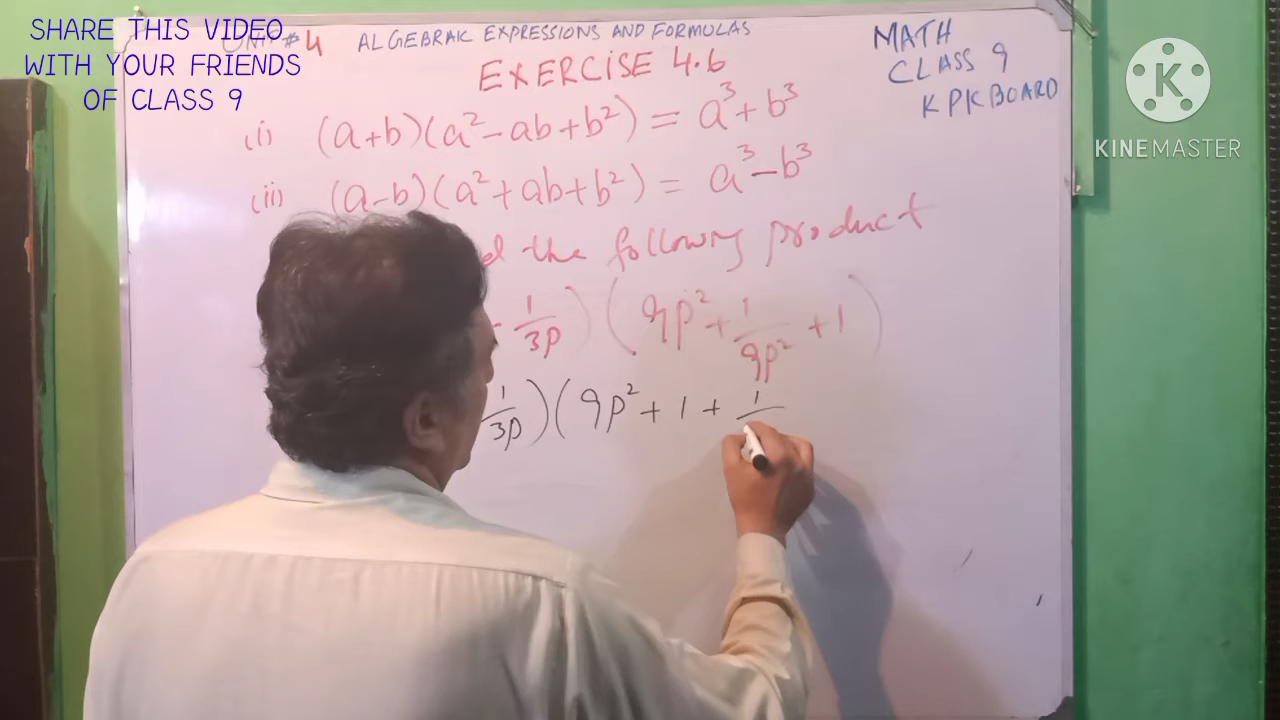 SHARE THIS VIDEO
WITH YOUR FRIENDS
OF CLASS 9
UNIT # 4 ALGEBRAIC EXPRESSIONS AND FORMULAS
EXERCISE 4.6
MATH
CLASS 9
KPK BOARD
K
KINEMASTER
(i) (a+b)(a²-ab+b²) = a³+b³
(ii) (a-b)(a²+ab+b²) = a³-b³
the following product
- 1/3p) (9p² + 1/9p² + 1)
1/3p) (9p² + 1 + 1/